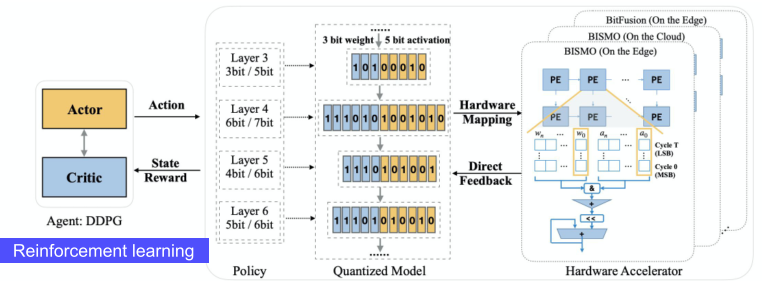 Actor
Critic
Agent: DDPG
Reinforcement learning
Action
State
Reward
Layer 3
3bit / 5bit
Layer 4
6bit / 7bit
Layer 5
4bit / 6bit
Layer 6
5bit / 6bit
Policy
......
3 bit weight 5 bit activation
1 0 1 0 0 0 1 0
1 1 1 0 1 0 1 0 0 1 0 1 0
1 1 1 1 0 1 0 0 1
1 1 1 0 1 0 1 0 0 1 0
......
Quantized Model
Hardware
Mapping
Direct
Feedback
BitFusion (On the Edge)
BISMO (On the Cloud)
BISMO (On the Edge)
PE PE ... PE
PE PE ... PE
wn ... w0 an ... a0
Cycle T
(LSB)
Cycle 0
(MSB)
&
+
<<
+
Hardware Accelerator